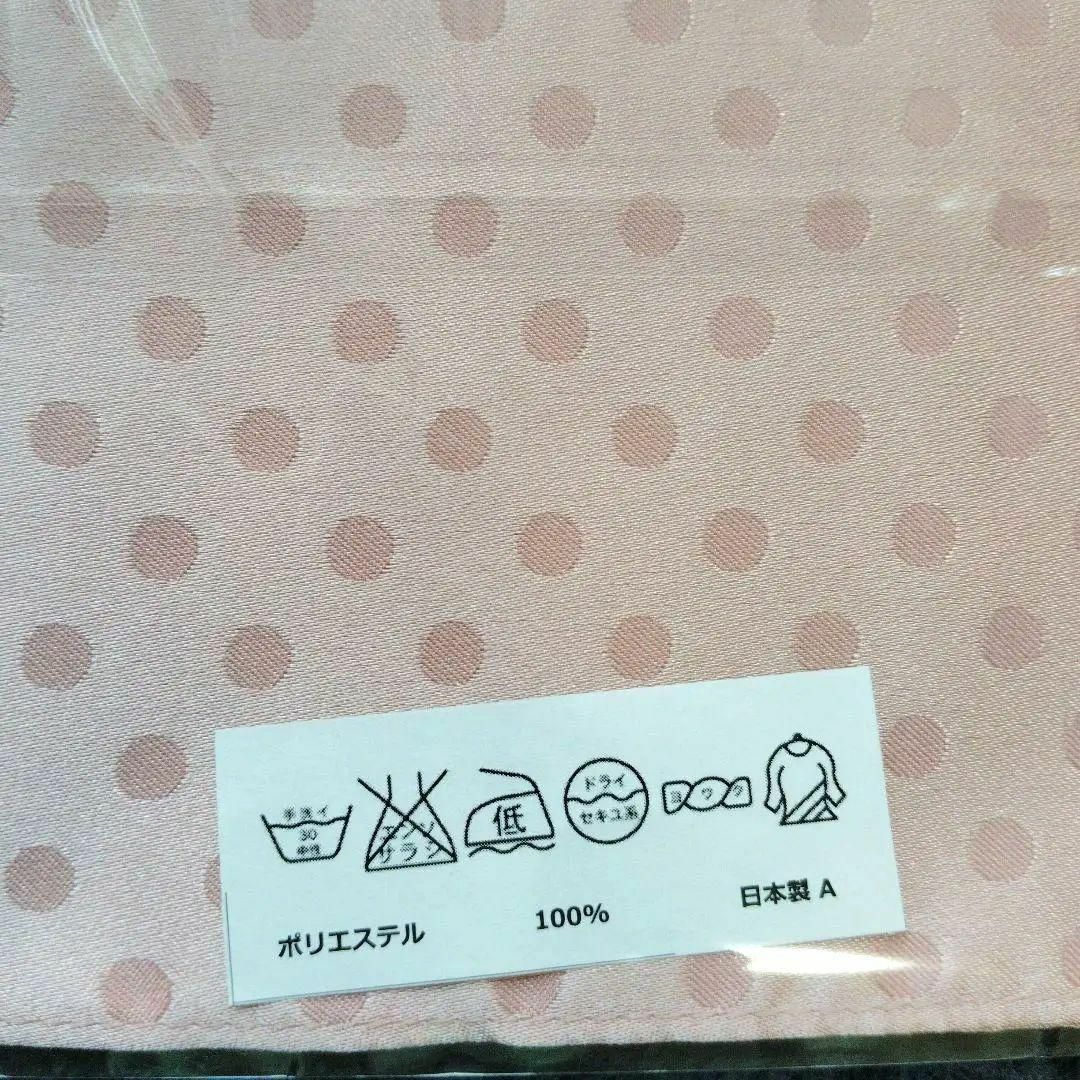 手洗イ
30
中性
エンソ
サラシ
低
ドライ
セキユ系
ヨワク
ポリエステル 100% 日本製 A